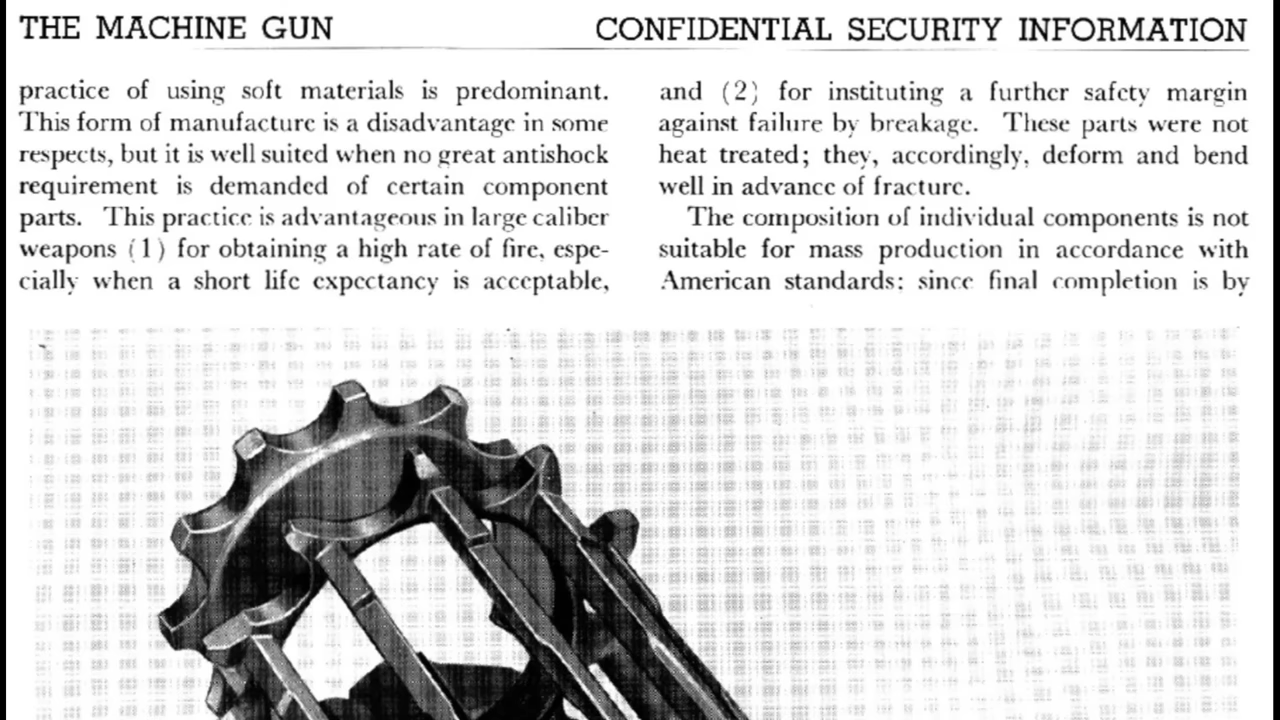 THE MACHINE GUN
CONFIDENTIAL SECURITY INFORMATION
practice of using soft materials is predominant.
This form of manufacture is a disadvantage in some
respects, but it is well suited when no great antishock
requirement is demanded of certain component
parts. This practice is advantageous in large caliber
weapons (1) for obtaining a high rate of fire, espe-
cially when a short life expectancy is acceptable,
and (2) for instituting a further safety margin
against failure by breakage. These parts were not
heat treated; they, accordingly, deform and bend
well in advance of fracture.
The composition of individual components is not
suitable for mass production in accordance with
American standards; since final completion is by